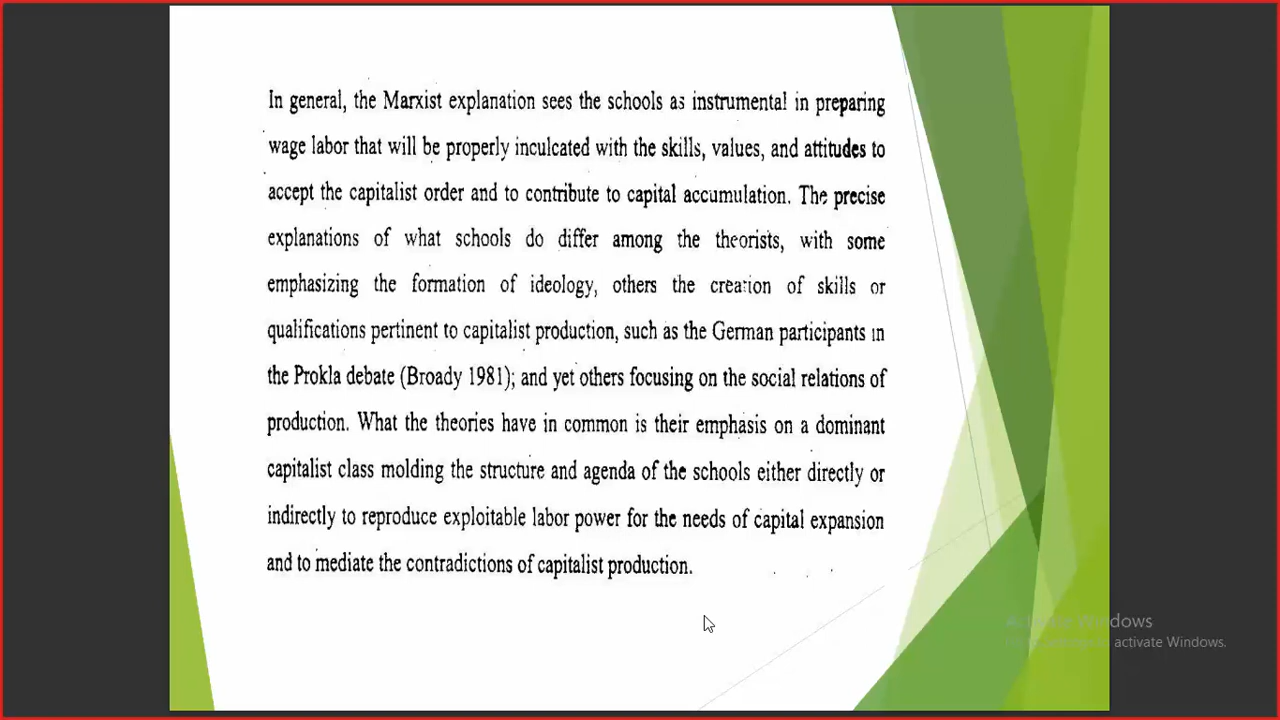 In general, the Marxist explanation sees the schools as instrumental in preparing
wage labor that will be properly inculcated with the skills, values, and attitudes to
accept the capitalist order and to contribute to capital accumulation. The precise
explanations of what schools do differ among the theorists, with some
emphasizing the formation of ideology, others the creation of skills or
qualifications pertinent to capitalist production, such as the German participants in
the Prokla debate (Broady 1981); and yet others focusing on the social relations of
production. What the theories have in common is their emphasis on a dominant
capitalist class molding the structure and agenda of the schools either directly or
indirectly to reproduce exploitable labor power for the needs of capital expansion
and to mediate the contradictions of capitalist production.
Activate Windows
activate Windows.